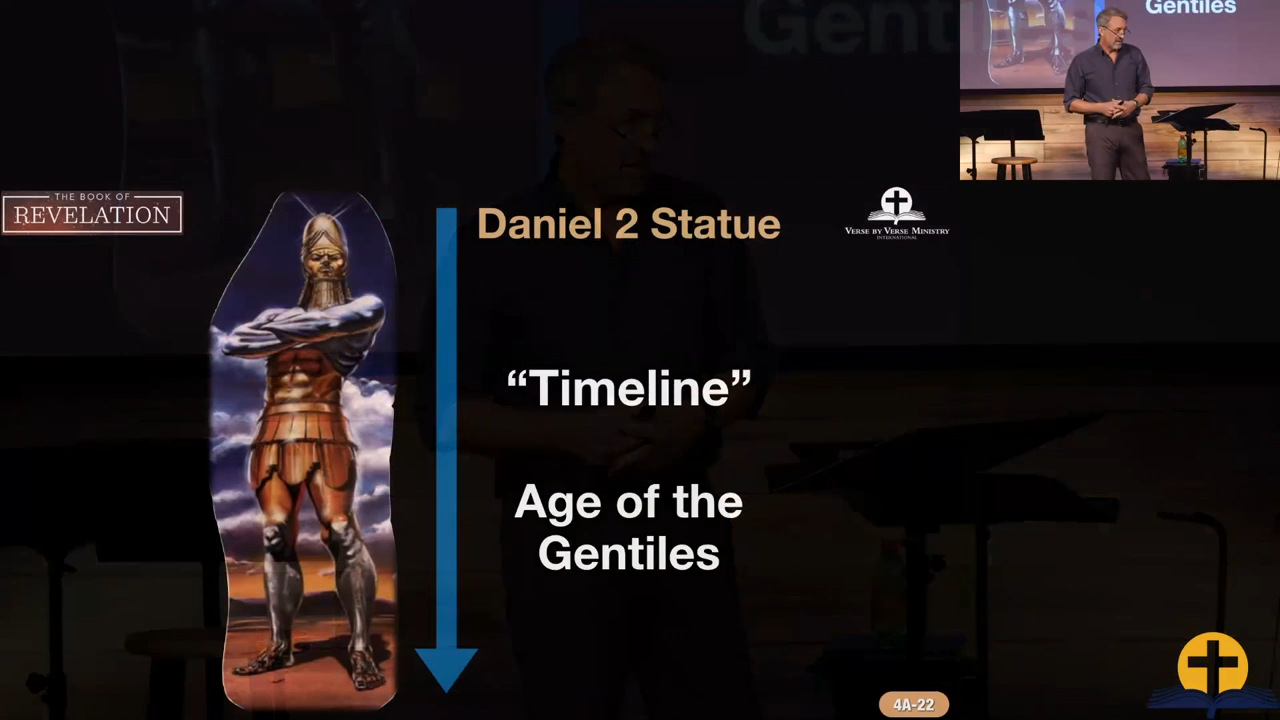 Gentiles
THE BOOK OF
REVELATION
Daniel 2 Statue
VERSE BY VERSE MINISTRY
INTERNATIONAL
“Timeline”
Age of the
Gentiles
4A-22